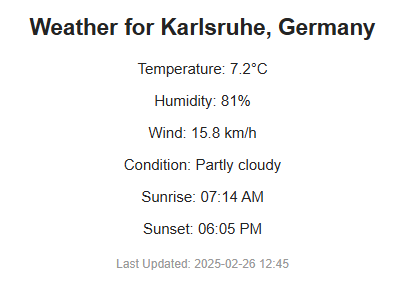 Weather for Karlsruhe, Germany
Temperature: 7.2°C
Humidity: 81%
Wind: 15.8 km/h
Condition: Partly cloudy
Sunrise: 07:14 AM
Sunset: 06:05 PM
Last Updated: 2025-02-26 12:45